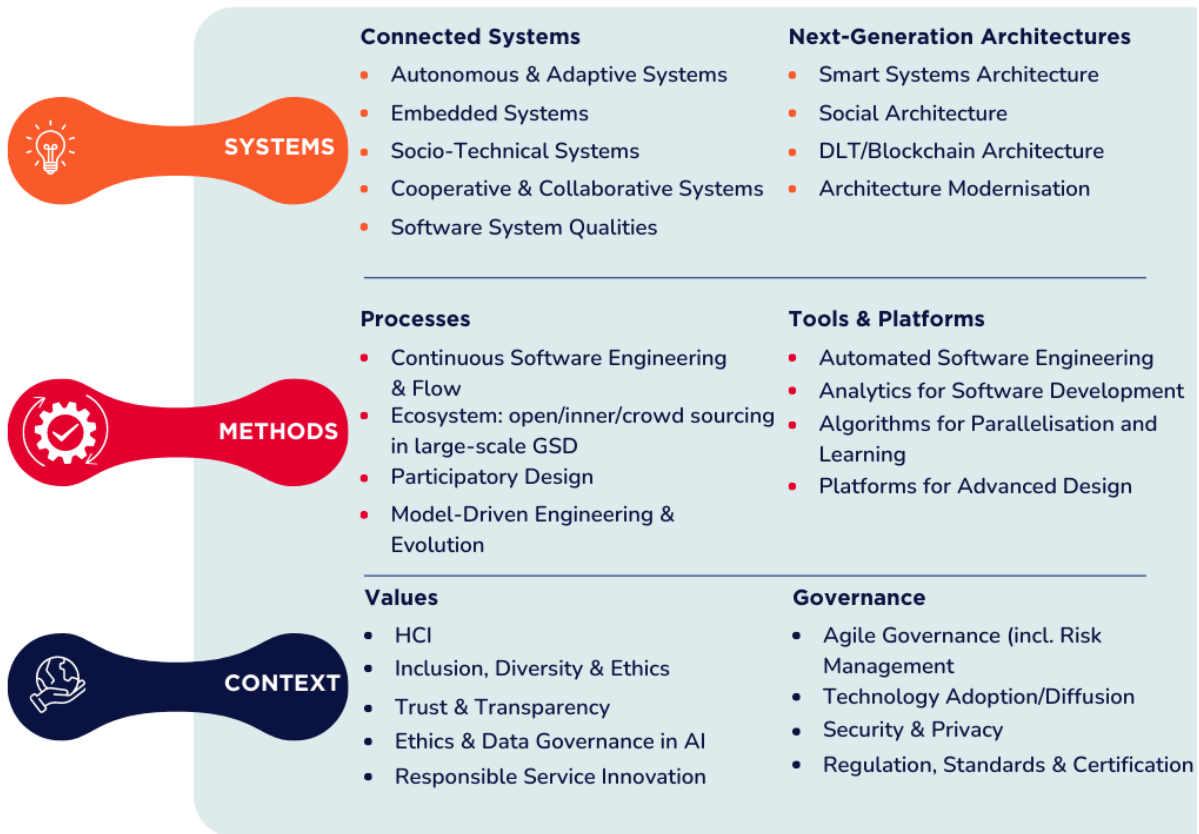 SYSTEMS
Connected Systems
Autonomous & Adaptive Systems
Embedded Systems
Socio-Technical Systems
Cooperative & Collaborative Systems
Software System Qualities
Next-Generation Architectures
Smart Systems Architecture
Social Architecture
DLT/Blockchain Architecture
Architecture Modernisation
METHODS
Processes
Continuous Software Engineering
& Flow
Ecosystem: open/inner/crowd sourcing
in large-scale GSD
Participatory Design
Model-Driven Engineering &
Evolution
Tools & Platforms
Automated Software Engineering
Analytics for Software Development
Algorithms for Parallelisation and
Learning
Platforms for Advanced Design
CONTEXT
Values
HCI
Inclusion, Diversity & Ethics
Trust & Transparency
Ethics & Data Governance in AI
Responsible Service Innovation
Governance
Agile Governance (incl. Risk
Management
Technology Adoption/Diffusion
Security & Privacy
Regulation, Standards & Certification